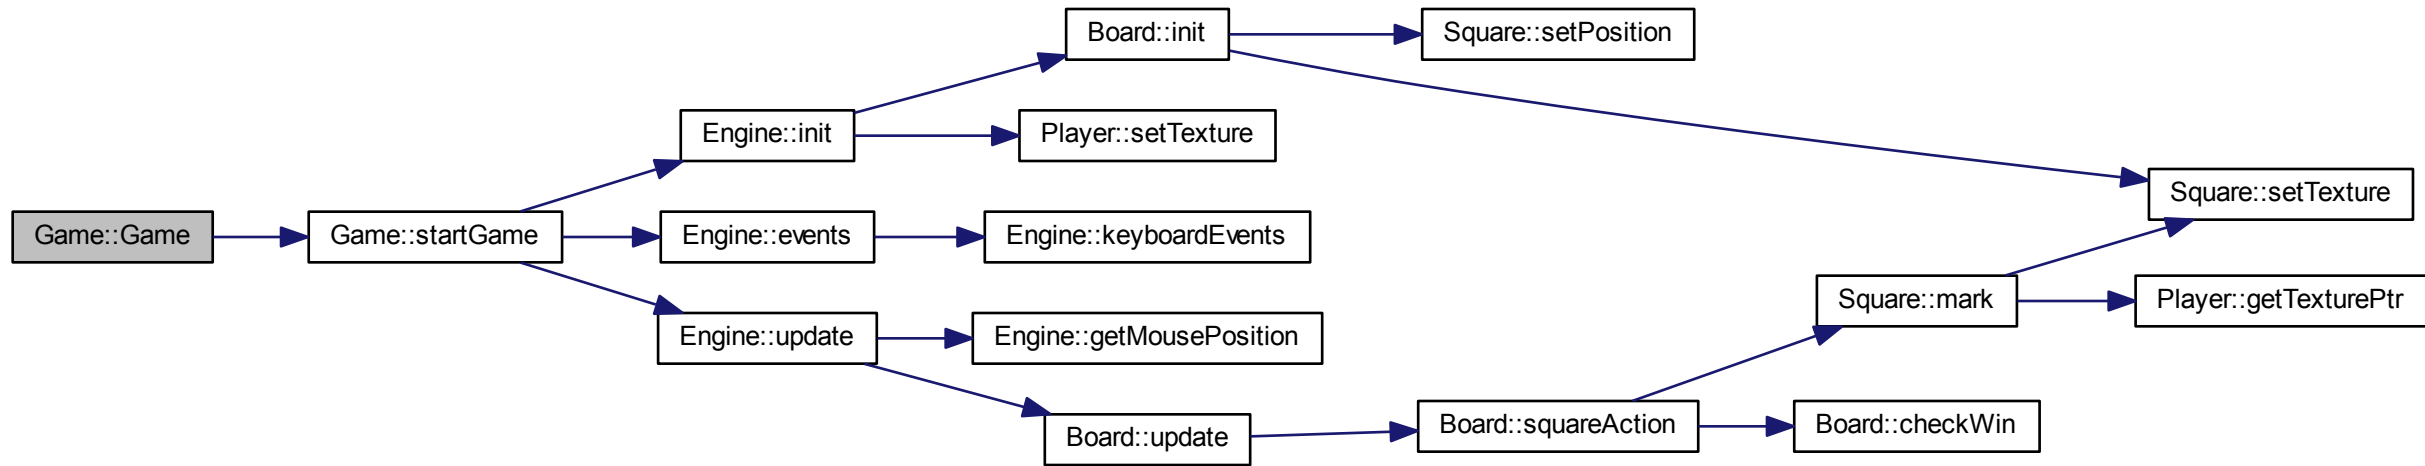 Board::init
Square::setPosition
Engine::init
Player::setTexture
Square::setTexture
Game::Game
Game::startGame
Engine::events
Engine::keyboardEvents
Square::mark
Player::getTexturePtr
Engine::update
Engine::getMousePosition
Board::update
Board::squareAction
Board::checkWin